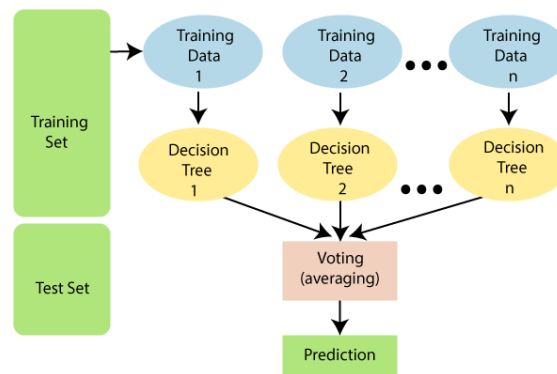 Training
Set
Training
Data
1
Training
Data
2
Training
Data
n
Decision
Tree
1
Decision
Tree
2
Decision
Tree
n
Test Set
Voting
(averaging)
Prediction